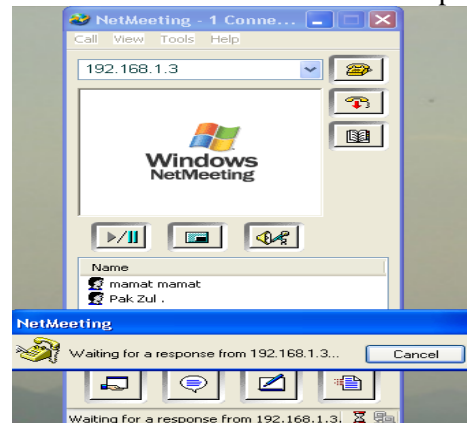 NetMeeting - 1 Conne...
Call View Tools Help
192.168.1.3
Windows
NetMeeting
Name
mamat mamat
Pak Zul .
NetMeeting
Waiting for a response from 192.168.1.3...
Cancel
Waiting for a response from 192.168.1.3.